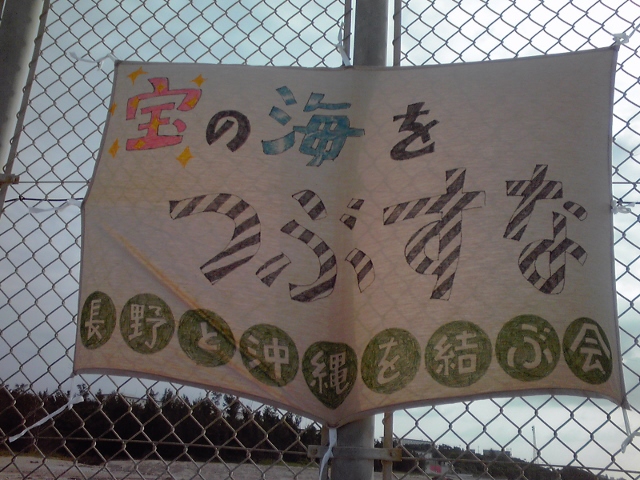 宝の海を
つぶすな
長野と沖縄を結ぶ会